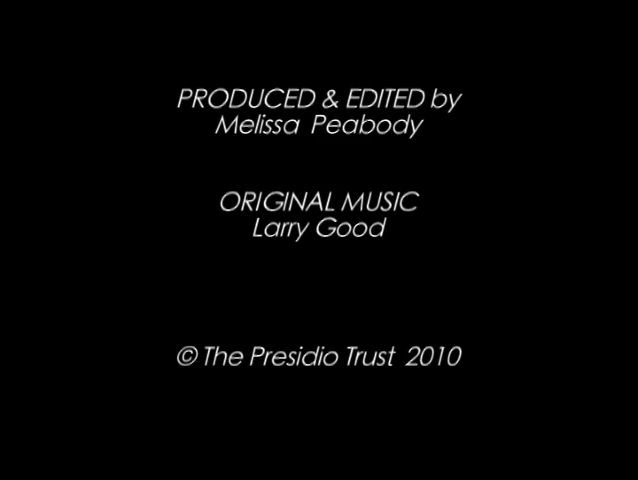 PRODUCED & EDITED by
Melissa Peabody
ORIGINAL MUSIC
Larry Good
© The Presidio Trust 2010